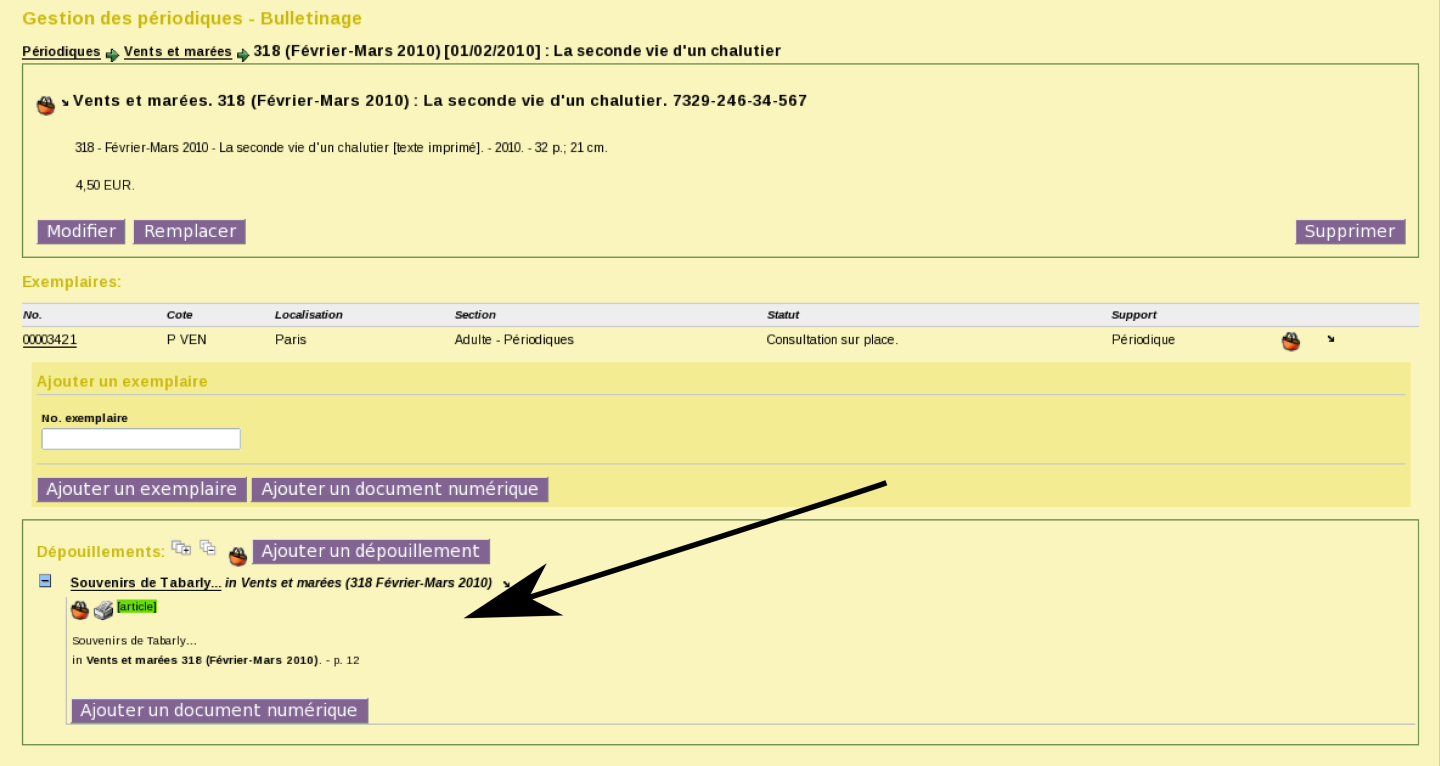 Gestion des périodiques - Bulletinage
Périodiques Vents et marées 318 (Février-Mars 2010) [01/02/2010] : La seconde vie d'un chalutier
Vents et marées. 318 (Février-Mars 2010) : La seconde vie d'un chalutier. 7329-246-34-567
318 - Février-Mars 2010 - La seconde vie d'un chalutier [texte imprimé]. - 2010. - 32 p.; 21 cm.
4,50 EUR.
Modifier Remplacer Supprimer
Exemplaires:
No. Cote Localisation Section Statut Support
00003421 P VEN Paris Adulte - Périodiques Consultation sur place. Périodique
Ajouter un exemplaire
No. exemplaire
Ajouter un exemplaire Ajouter un document numérique
Dépouillements: Ajouter un dépouillement
Souvenirs de Tabarly... in Vents et marées (318 Février-Mars 2010)
[article]
Souvenirs de Tabarly...
in Vents et marées 318 (Février-Mars 2010). - p. 12
Ajouter un document numérique